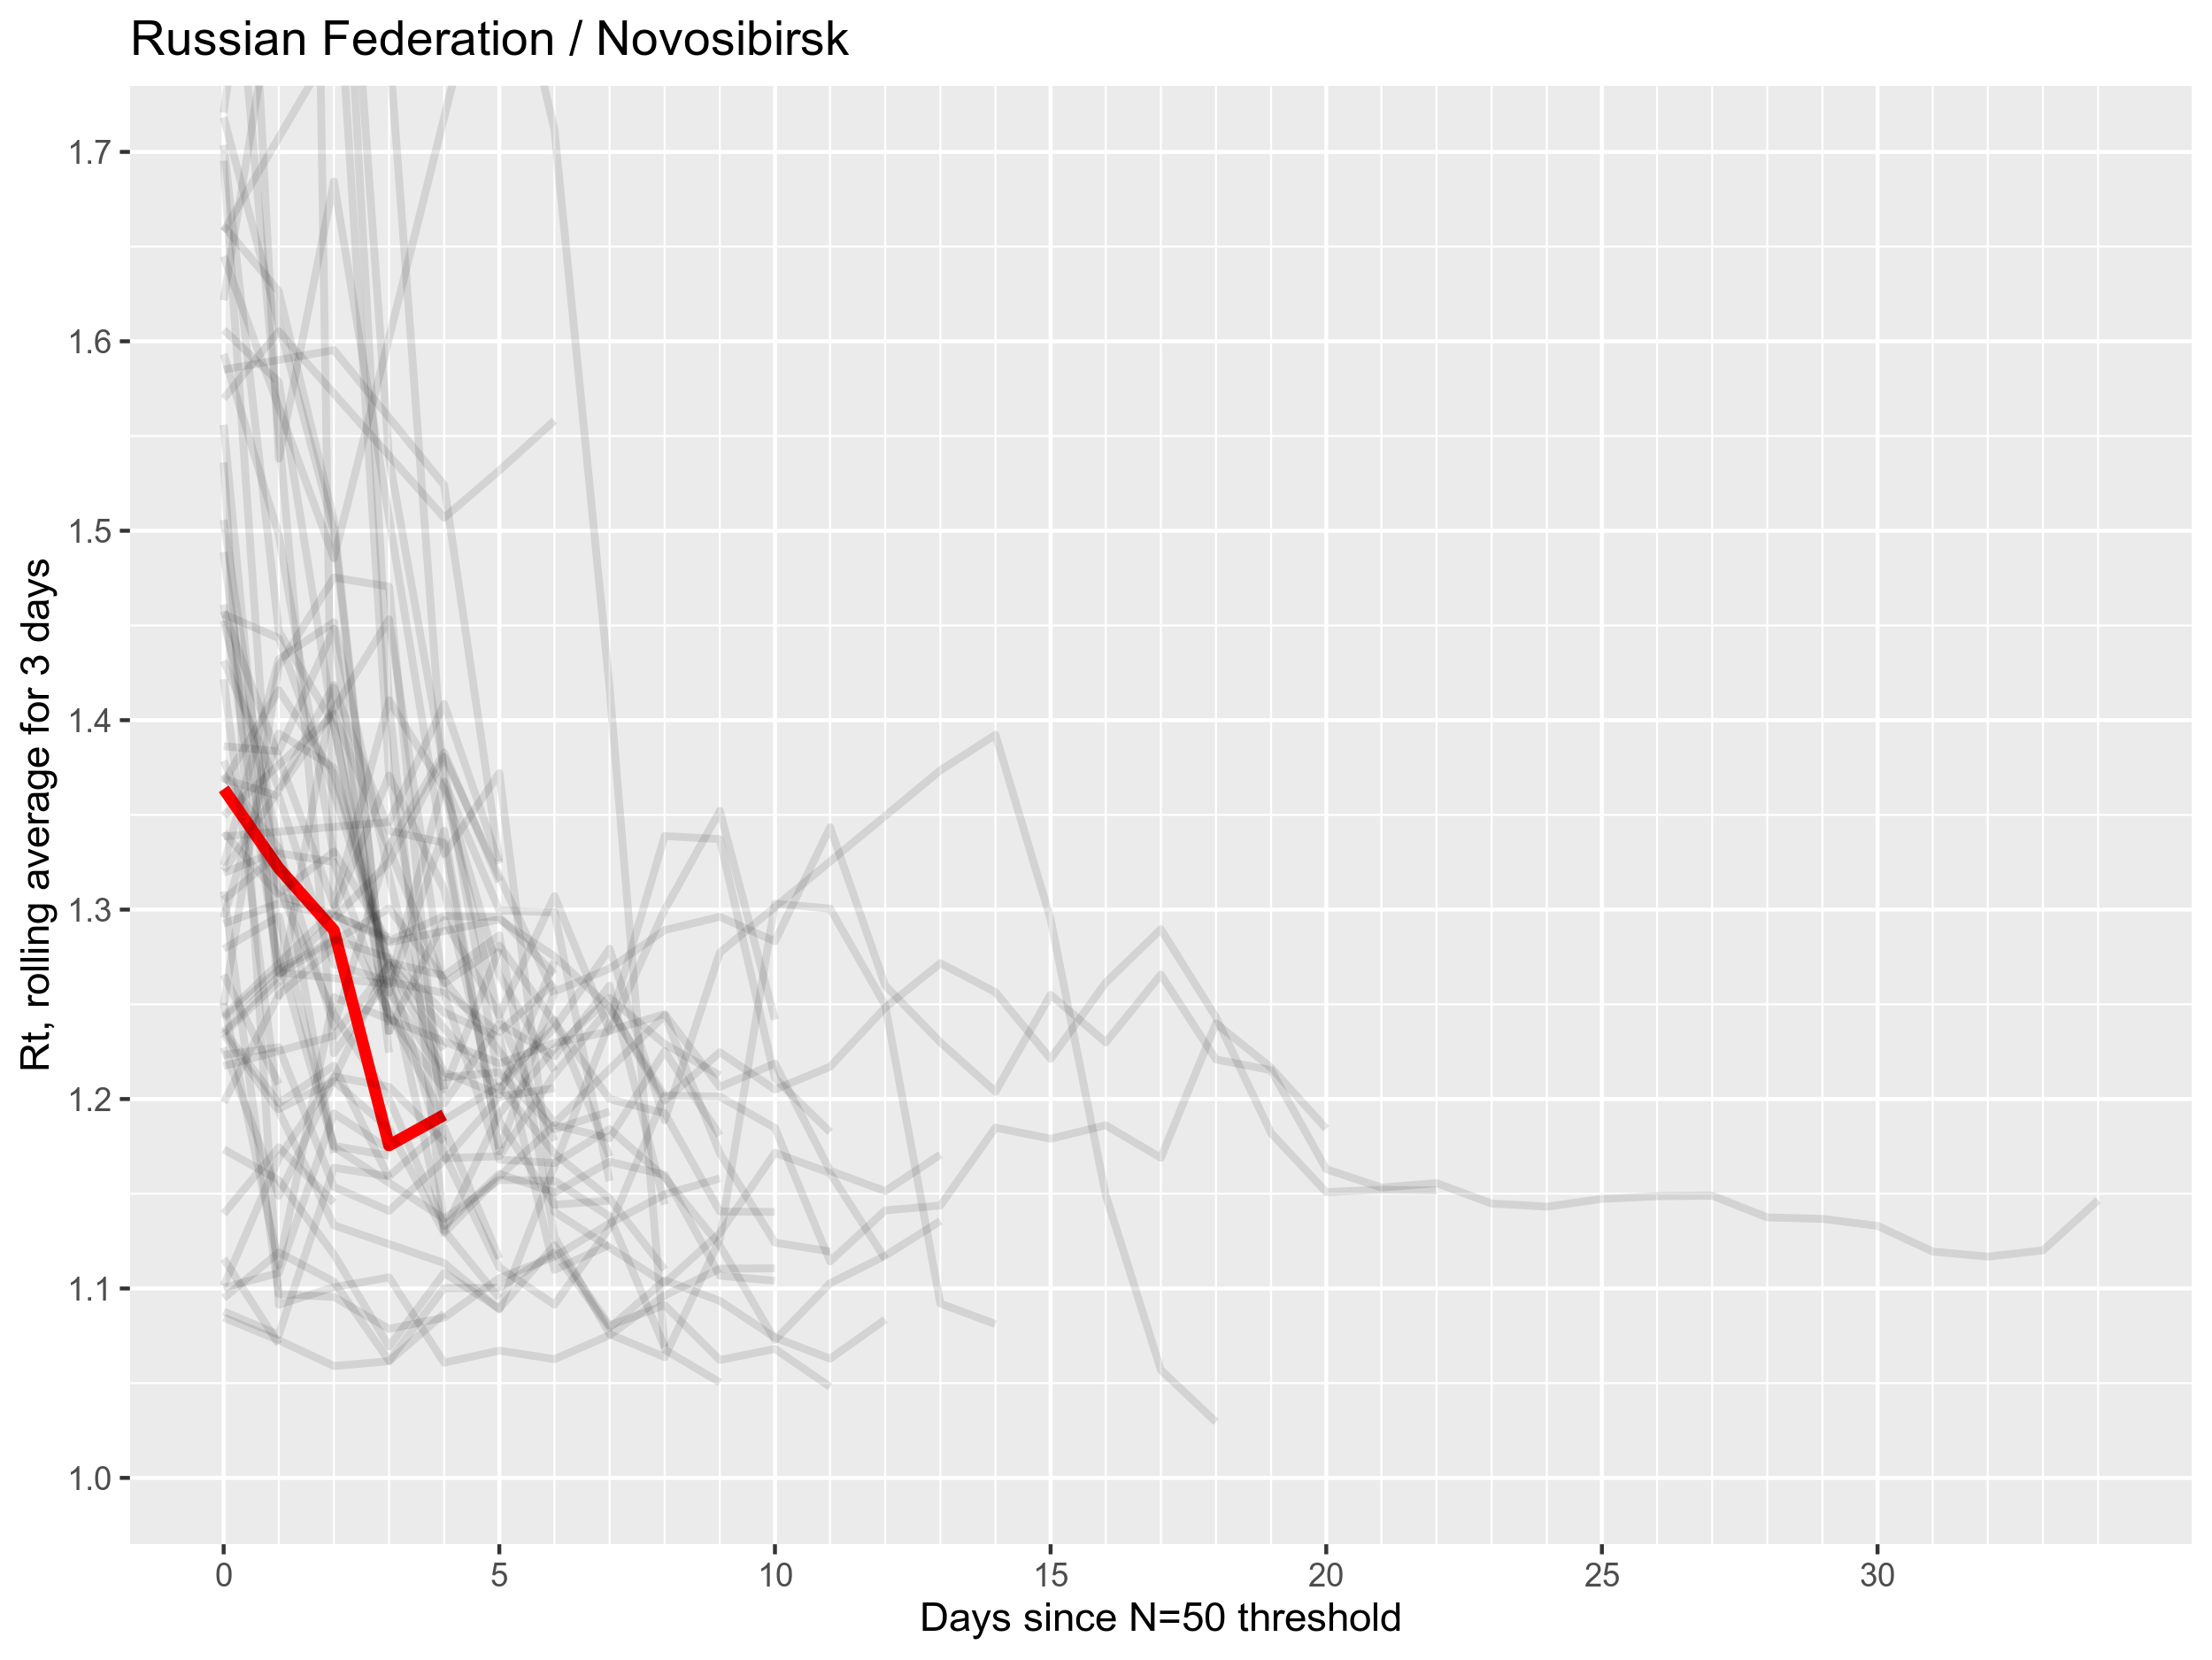 Russian Federation / Novosibirsk
Rt, rolling average for 3 days
1.7
1.6
1.5
1.4
1.3
1.2
1.1
1.0
0 5 10 15 20 25 30
Days since N=50 threshold